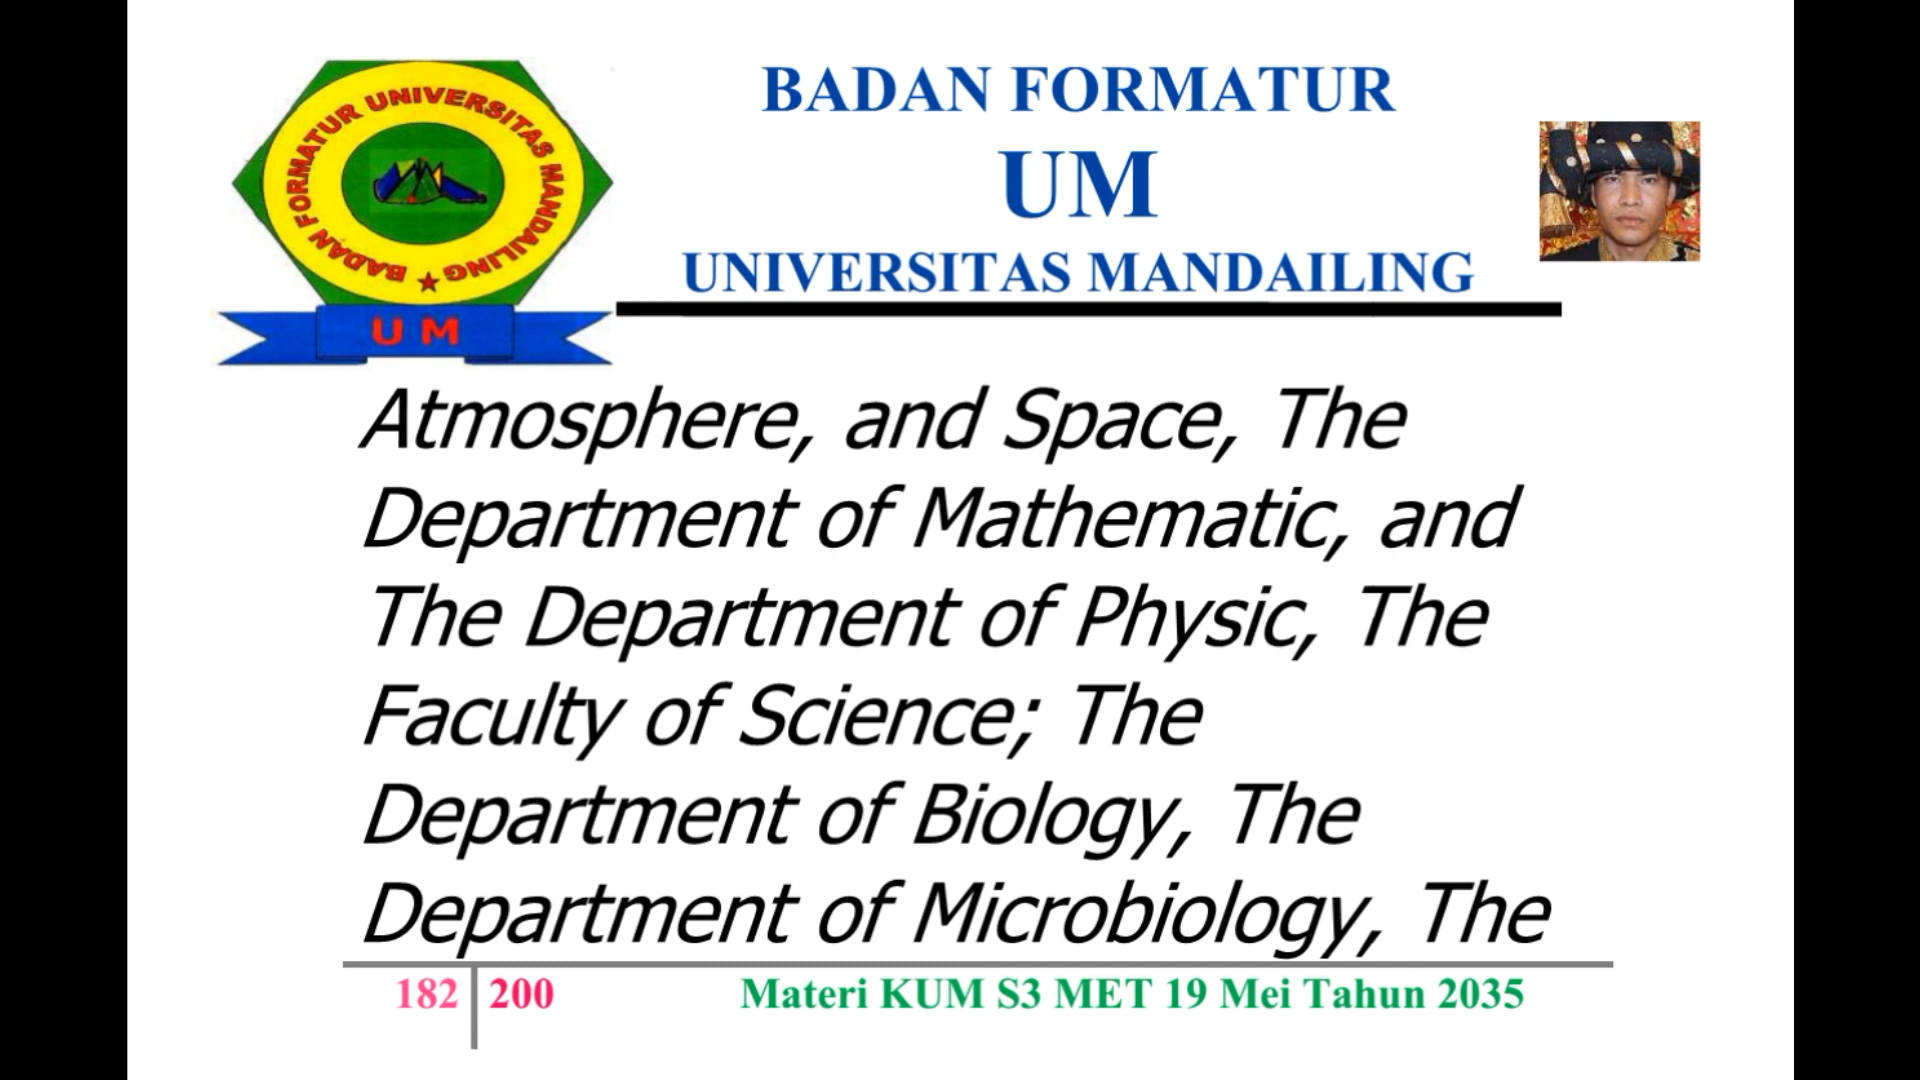 BADAN FORMATUR UNIVERSITAS MANDAILING
U M
BADAN FORMATUR
UM
UNIVERSITAS MANDAILING
Atmosphere, and Space, The
Department of Mathematic, and
The Department of Physic, The
Faculty of Science; The
Department of Biology, The
Department of Microbiology, The
182 200 Materi KUM S3 MET 19 Mei Tahun 2035